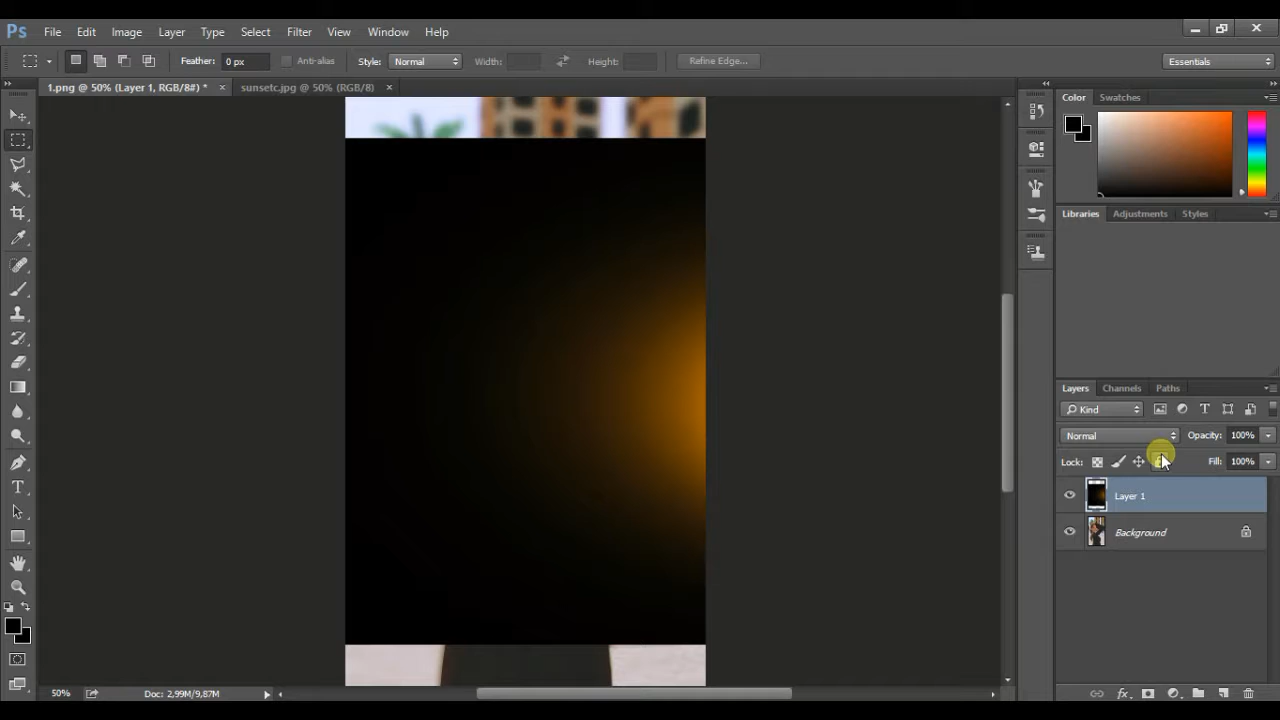 Ps File Edit Image Layer Type Select Filter View Window Help
Feather: 0 px Anti-alias Style: Normal Width: Height: Refine Edge... Essentials
1.png @ 50% (Layer 1, RGB/8#) * × sunsetc.jpg @ 50% (RGB/8) ×
Color Swatches
Libraries Adjustments Styles
Layers Channels Paths
Kind
Normal Opacity: 100%
Lock: Fill: 100%
Layer 1
Background
50% Doc: 2,99M/9,87M